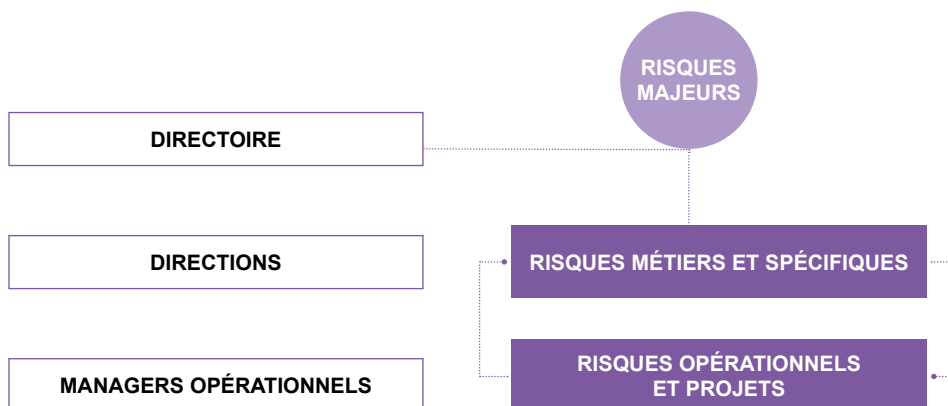 RISQUES
MAJEURS
DIRECTOIRE
DIRECTIONS
RISQUES MÉTIERS ET SPÉCIFIQUES
MANAGERS OPÉRATIONNELS
RISQUES OPÉRATIONNELS
ET PROJETS